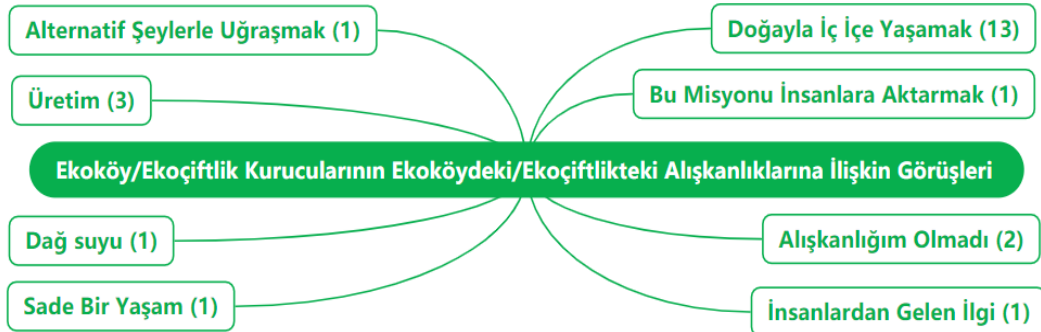 Alternatif Şeylerle Uğraşmak (1)
Doğayla İç İçe Yaşamak (13)
Üretim (3)
Bu Misyonu İnsanlara Aktarmak (1)
Ekoköy/Ekoçiftlik Kurucularının Ekoköydeki/Ekoçiftlikteki Alışkanlıklarına İlişkin Görüşleri
Dağ suyu (1)
Alışkanlığım Olmadı (2)
Sade Bir Yaşam (1)
İnsanlardan Gelen İlgi (1)